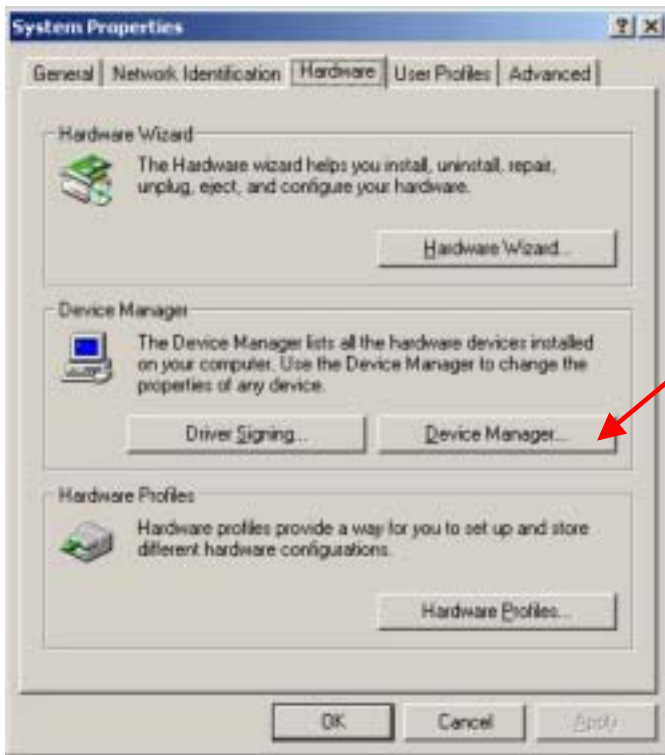 System Properties
General Network Identification Hardware User Profiles Advanced
Hardware Wizard
The Hardware wizard helps you install, uninstall, repair,
unplug, eject, and configure your hardware.
Hardware Wizard...
Device Manager
The Device Manager lists all the hardware devices installed
on your computer. Use the Device Manager to change the
properties of any device.
Driver Signing... Device Manager...
Hardware Profiles
Hardware profiles provide a way for you to set up and store
different hardware configurations.
Hardware Profiles...
OK Cancel Apply